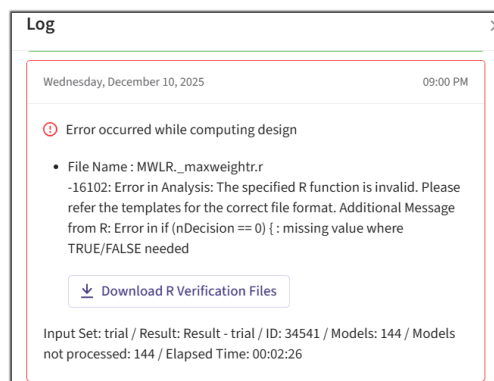 Log
Wednesday, December 10, 2025 09:00 PM
Error occurred while computing design
• File Name : MWLR._maxweightr.r
-16102: Error in Analysis: The specified R function is invalid. Please
refer the templates for the correct file format. Additional Message
from R: Error in if (nDecision == 0) { : missing value where
TRUE/FALSE needed
Download R Verification Files
Input Set: trial / Result: Result - trial / ID: 34541 / Models: 144 / Models
not processed: 144 / Elapsed Time: 00:02:26